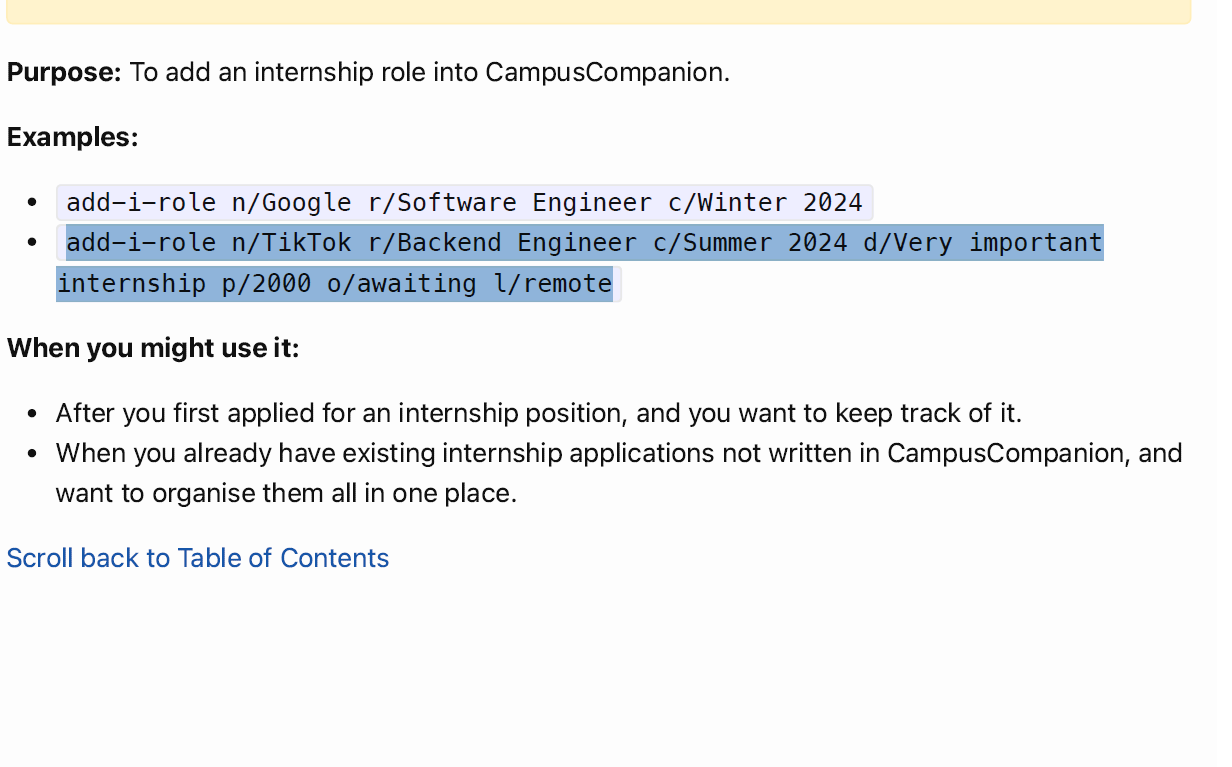 Purpose: To add an internship role into CampusCompanion.
Examples:
• add-i-role n/Google r/Software Engineer c/Winter 2024
• add-i-role n/TikTok r/Backend Engineer c/Summer 2024 d/Very important
internship p/2000 o/awaiting l/remote
When you might use it:
• After you first applied for an internship position, and you want to keep track of it.
• When you already have existing internship applications not written in CampusCompanion, and
want to organise them all in one place.
Scroll back to Table of Contents